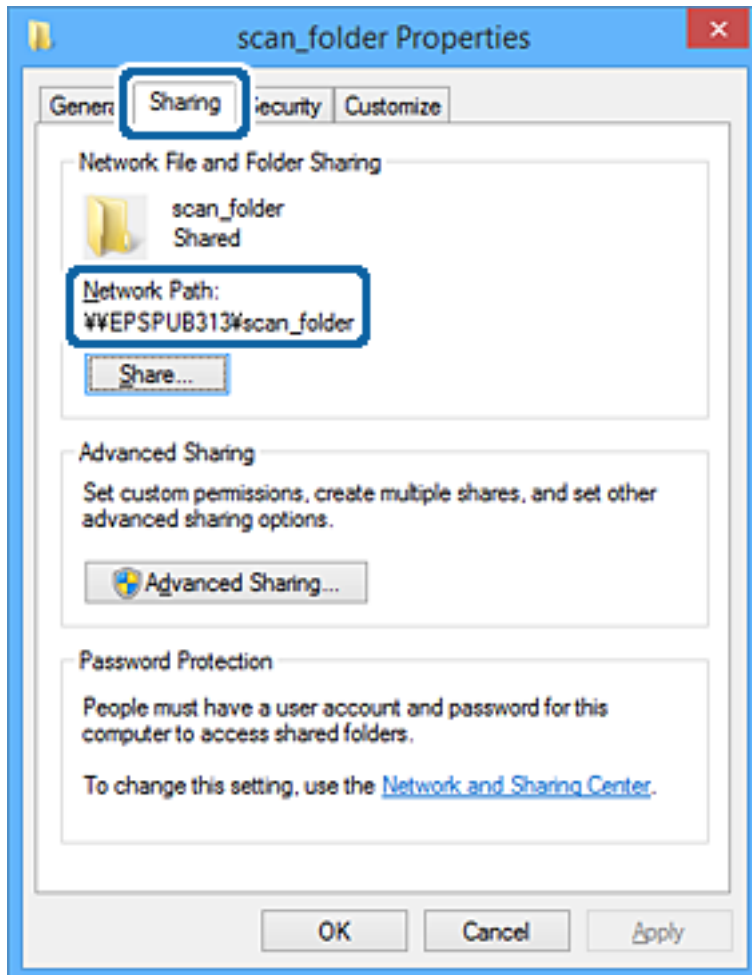 scan_folder Properties
Sharing
Customize
Network File and Folder Sharing
scan_folder
Shared
Network Path:
¥¥EPSPUB313¥scan_folder
Share...
Advanced Sharing
Set custom permissions, create multiple shares, and set other
advanced sharing options.
Advanced Sharing...
Password Protection
People must have a user account and password for this
computer to access shared folders.
To change this setting, use the Network and Sharing Center.
OK Cancel Apply